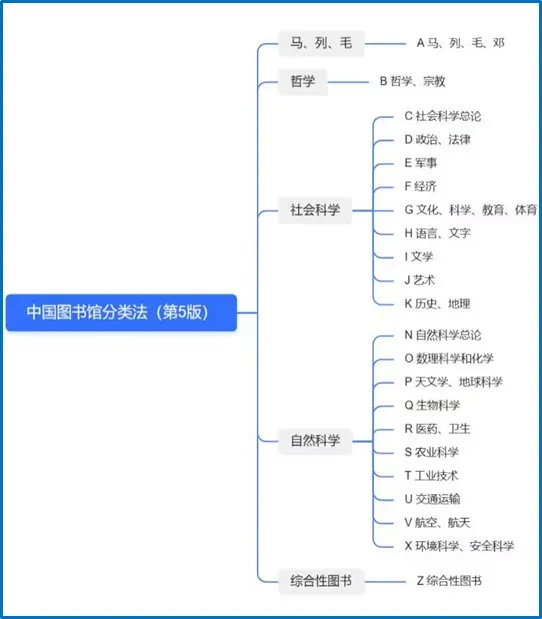 中国图书馆分类法（第5版）
马、列、毛
A 马、列、毛、邓
哲学
B 哲学、宗教
社会科学
C 社会科学总论
D 政治、法律
E 军事
F 经济
G 文化、科学、教育、体育
H 语言、文字
I 文学
J 艺术
K 历史、地理
自然科学
N 自然科学总论
O 数理科学和化学
P 天文学、地球科学
Q 生物科学
R 医药、卫生
S 农业科学
T 工业技术
U 交通运输
V 航空、航天
X 环境科学、安全科学
综合性图书
Z 综合性图书